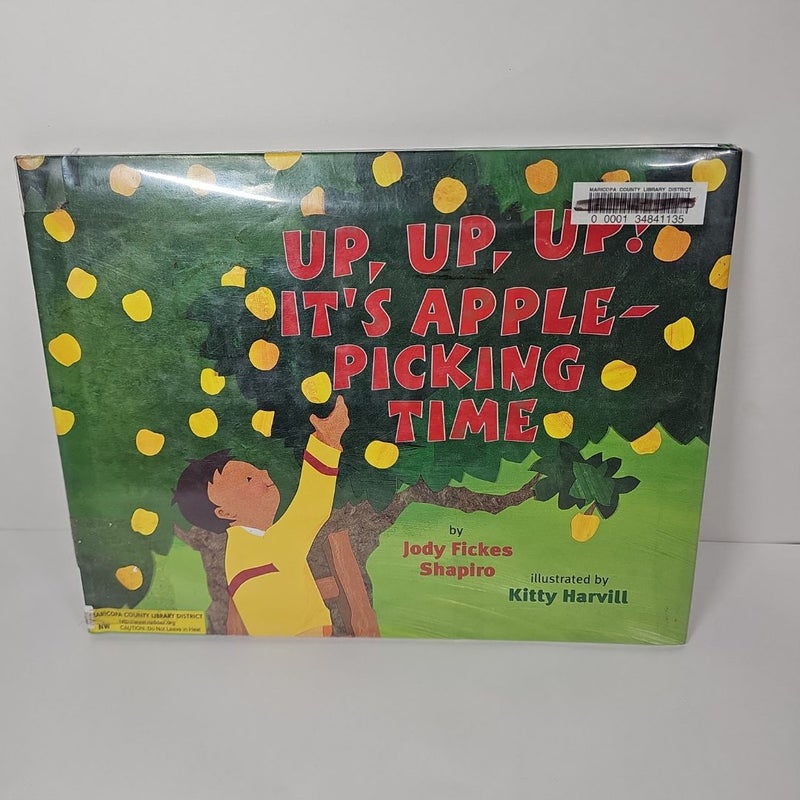 MARICOPA COUNTY LIBRARY DISTRICT
0 0001 34841135
UP, UP, UP!
IT'S APPLE-
PICKING
TIME
by
Jody Fickes
Shapiro
illustrated by
Kitty Harvill
MARICOPA COUNTY LIBRARY DISTRICT
NW
CAUTION: Do Not Leave in Heat